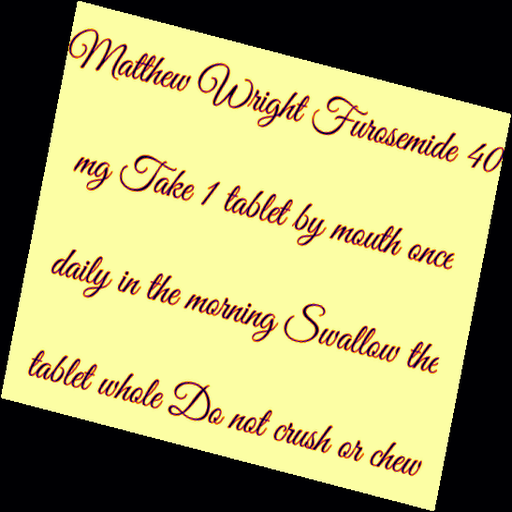 Matthew Wright Furosemide 40
mg Take 1 tablet by mouth once
daily in the morning Swallow the
tablet whole Do not crush or chew